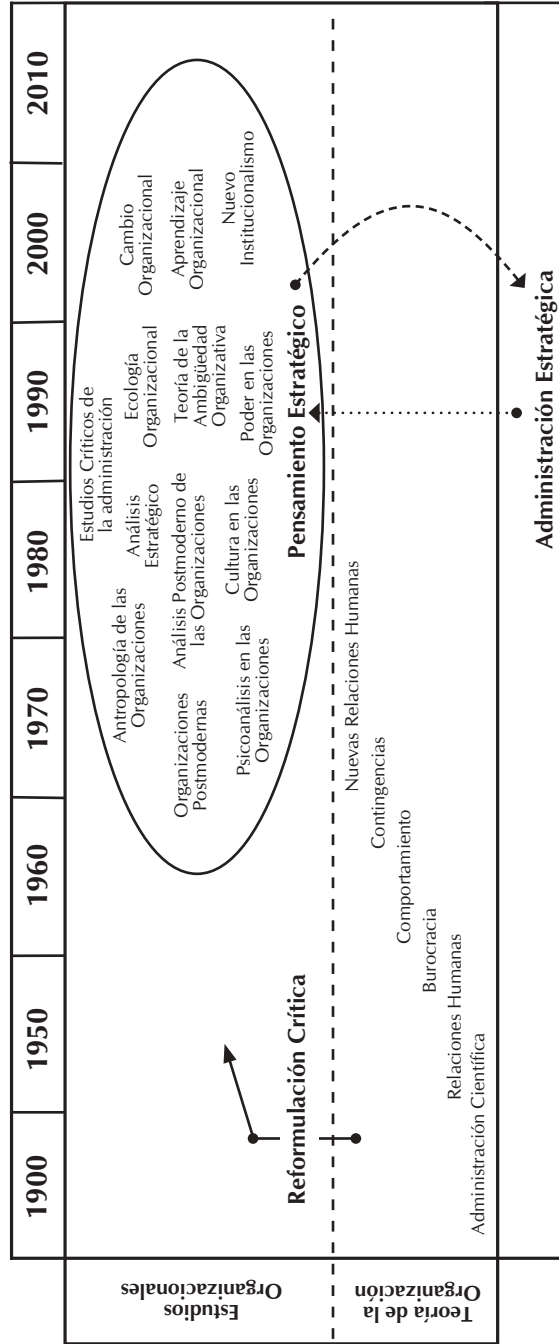 1900
1950
1960
1970
1980
1990
2000
2010
Estudios
Organizacionales
Estudios Críticos de
la administración
Antropología de las
Organizaciones
Análisis
Estratégico
Ecología
Organizacional
Cambio
Organizacional
Organizaciones
Postmodernas
Análisis Postmoderno de
las Organizaciones
Teoría de la
Ambigüedad
Organizativa
Aprendizaje
Organizacional
Psicoanálisis en las
Organizaciones
Cultura en las
Organizaciones
Poder en las
Organizaciones
Nuevo
Institucionalismo
Reformulación Crítica
Pensamiento Estratégico
Teoría de la
Organización
Nuevas Relaciones Humanas
Contingencias
Comportamiento
Burocracia
Relaciones Humanas
Administración Científica
Administración Estratégica